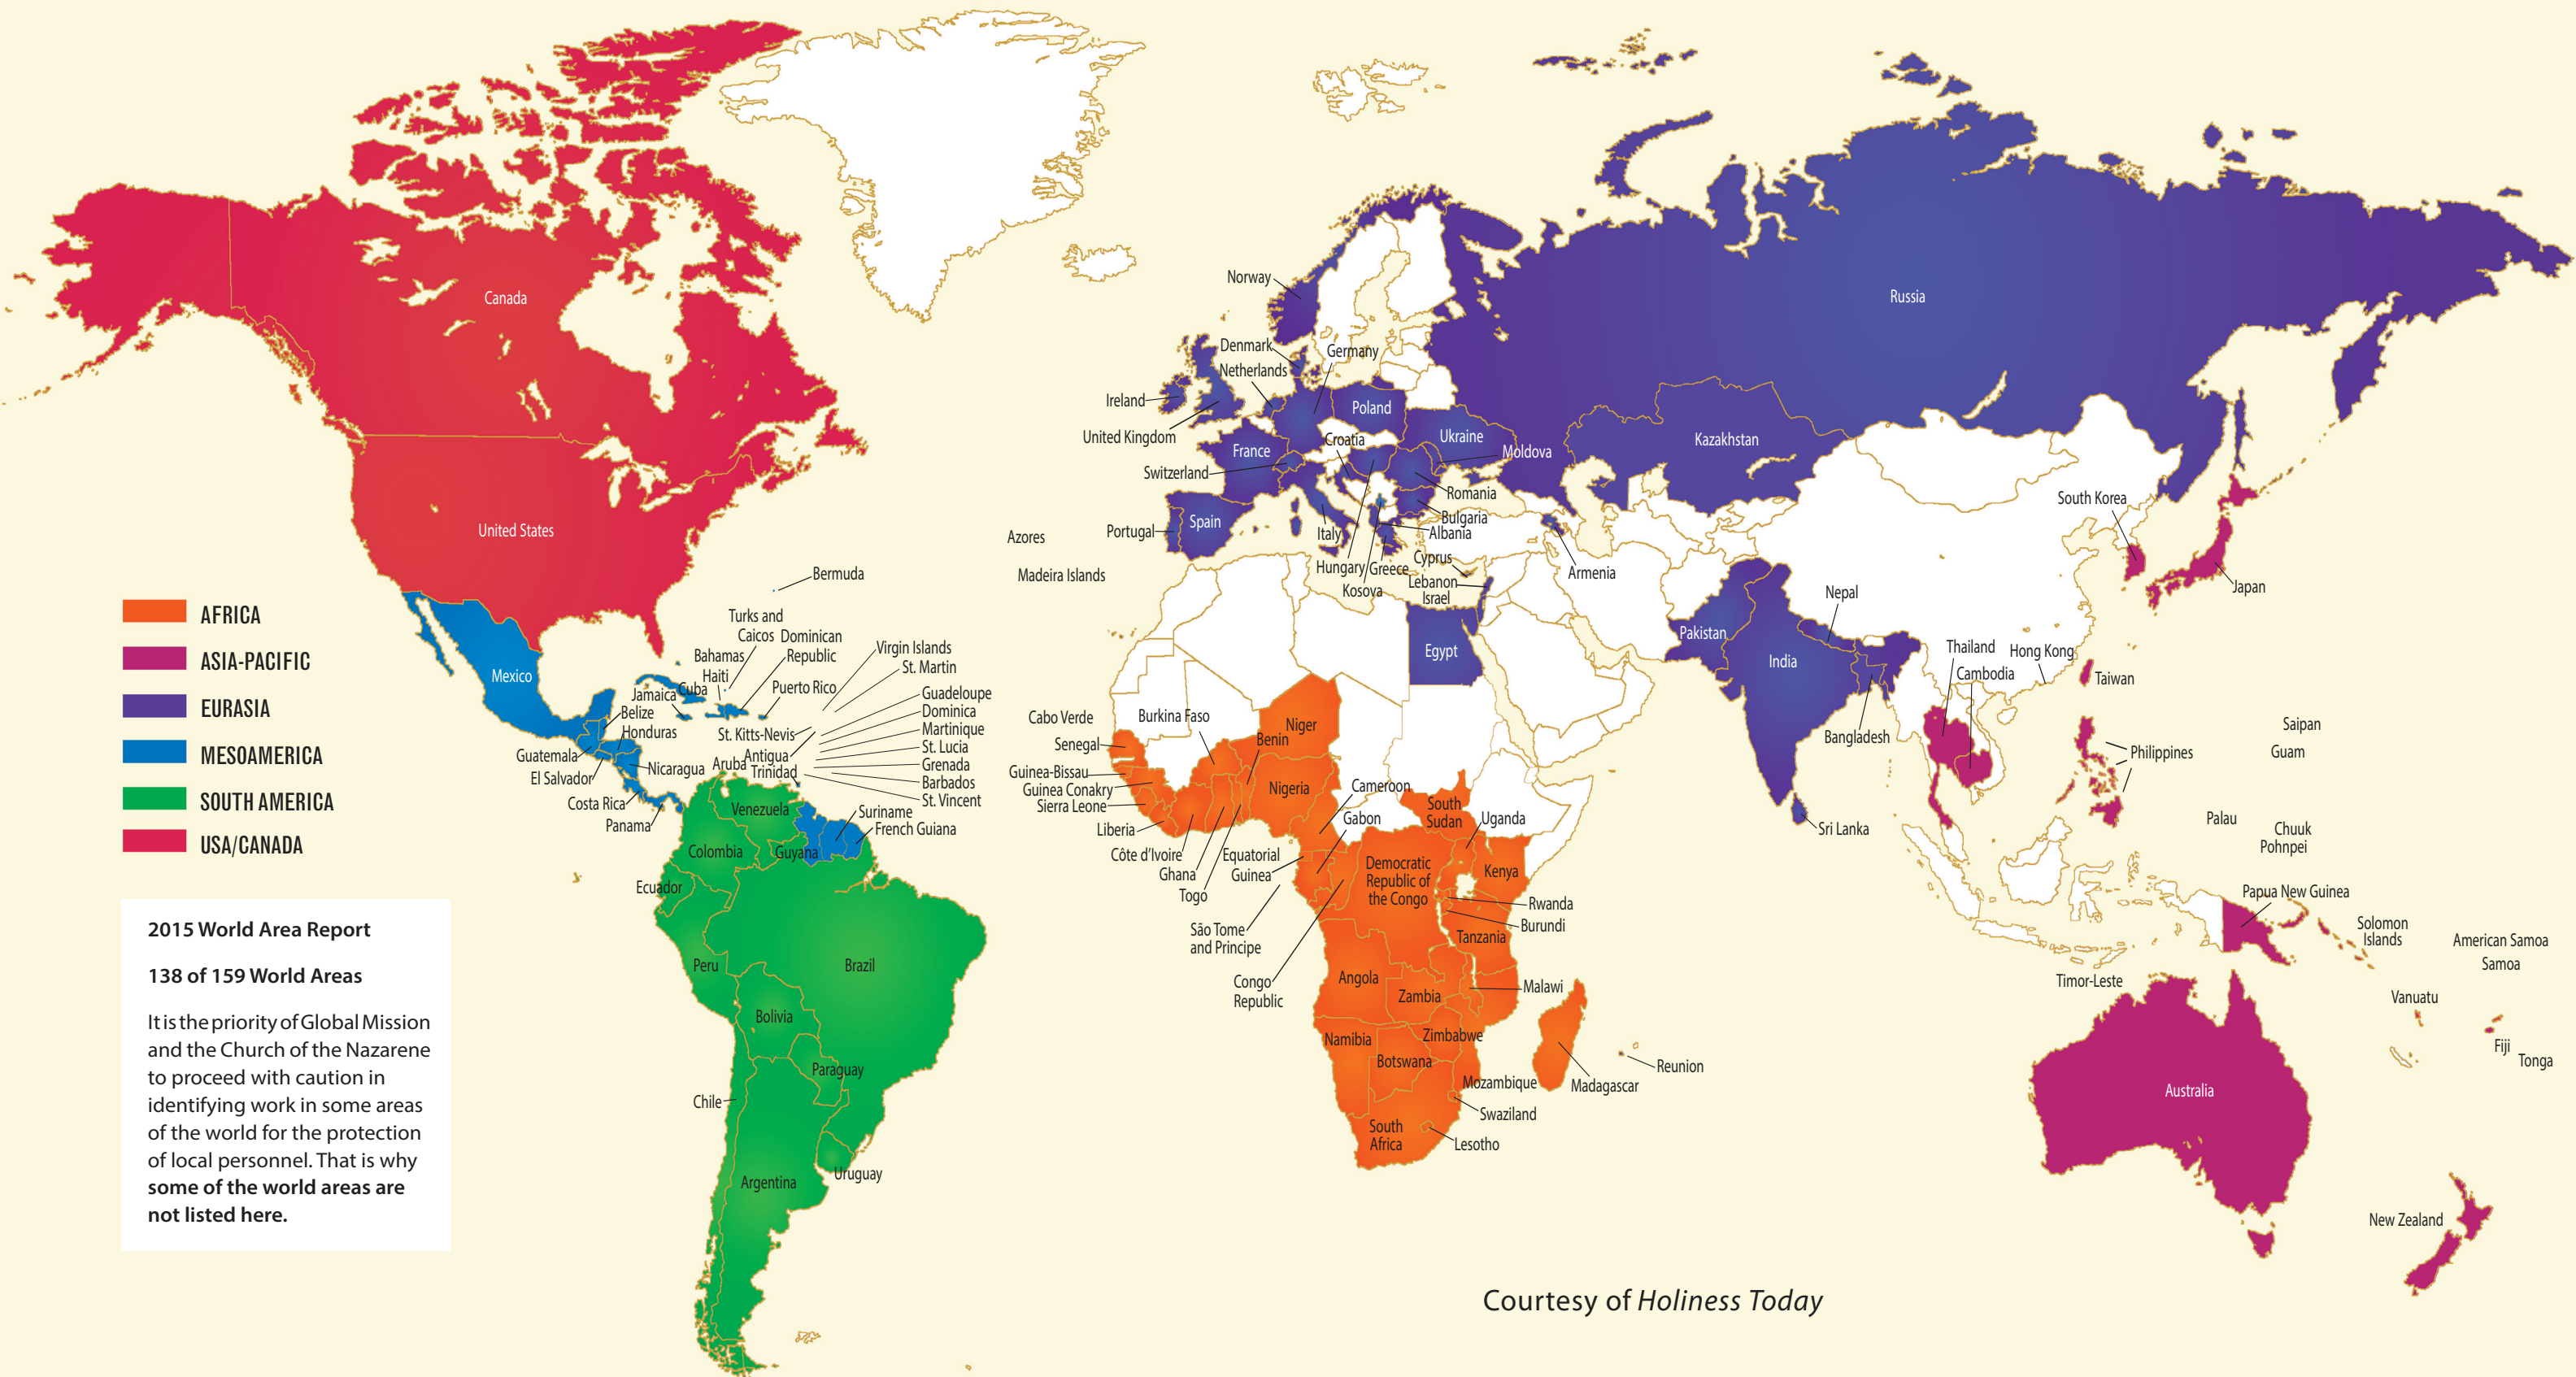 Canada
United States
Mexico
Bermuda
Turks and
Caicos
Dominican
Republic
Bahamas
Haiti
Jamaica
Cuba
Puerto Rico
Virgin Islands
St. Martin
Guadeloupe
Dominica
Martinique
St. Lucia
Grenada
Barbados
St. Vincent
St. Kitts-Nevis
Antigua
Trinidad
Aruba
Belize
Honduras
Guatemala
El Salvador
Nicaragua
Costa Rica
Panama
Venezuela
Suriname
French Guiana
Guyana
Colombia
Ecuador
Peru
Brazil
Bolivia
Paraguay
Chile
Argentina
Uruguay
AFRICA
ASIA-PACIFIC
EURASIA
MESOAMERICA
SOUTH AMERICA
USA/CANADA
2015 World Area Report
138 of 159 World Areas
It is the priority of Global Mission
and the Church of the Nazarene
to proceed with caution in
identifying work in some areas
of the world for the protection
of local personnel. That is why
some of the world areas are
not listed here.
Norway
Denmark
Netherlands
Germany
Ireland
United Kingdom
Poland
Croatia
Ukraine
Moldova
France
Switzerland
Romania
Bulgaria
Albania
Azores
Portugal
Spain
Italy
Hungary
Greece
Kosova
Cyprus
Lebanon
Israel
Armenia
Madeira Islands
Russia
Kazakhstan
Egypt
Pakistan
India
Nepal
Bangladesh
Sri Lanka
South Korea
Japan
Thailand
Cambodia
Hong Kong
Taiwan
Philippines
Saipan
Guam
Palau
Chuuk
Pohnpei
Papua New Guinea
Solomon
Islands
American Samoa
Samoa
Timor-Leste
Vanuatu
Fiji
Tonga
Australia
New Zealand
Cabo Verde
Senegal
Guinea-Bissau
Guinea Conakry
Sierra Leone
Liberia
Côte d'Ivoire
Ghana
Togo
Burkina Faso
Benin
Niger
Nigeria
Cameroon
Gabon
Equatorial
Guinea
São Tome
and Principe
Congo
Republic
Democratic
Republic of
the Congo
South
Sudan
Uganda
Kenya
Rwanda
Burundi
Tanzania
Angola
Zambia
Malawi
Namibia
Zimbabwe
Botswana
Mozambique
Madagascar
Reunion
Swaziland
South
Africa
Lesotho
Courtesy of Holiness Today